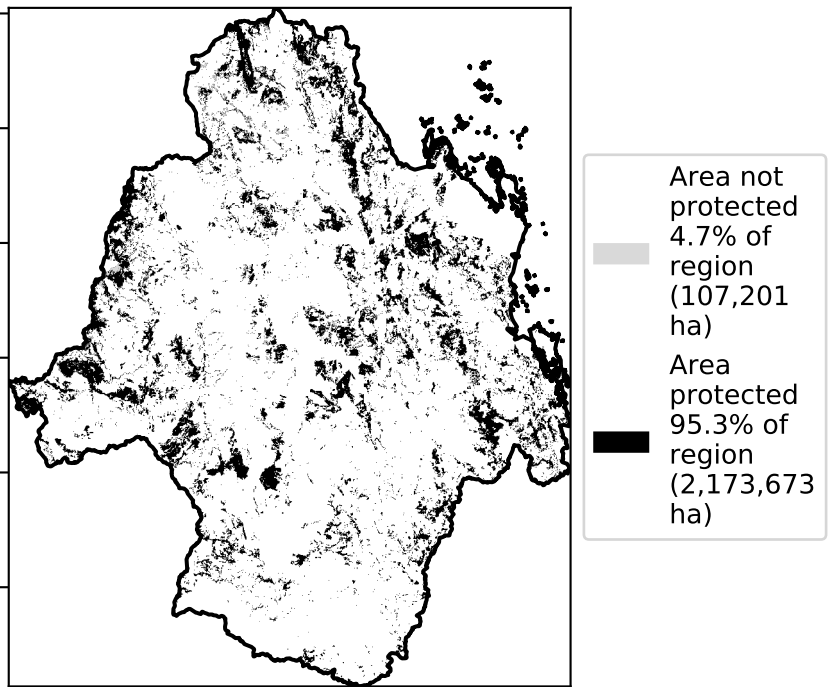 Area not
protected
4.7% of
region
(107,201
ha)
Area
protected
95.3% of
region
(2,173,673
ha)